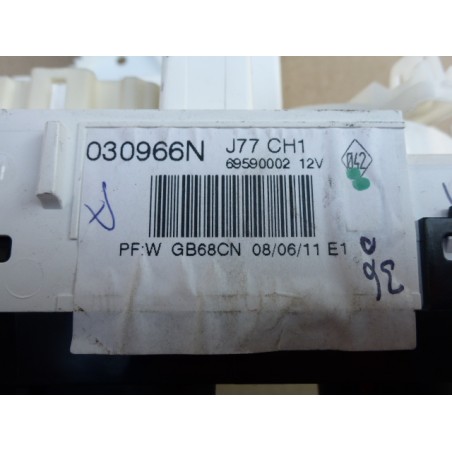 030966N J77 CH1
69590002 12V
042
PF:W GB68CN 08/06/11 E1